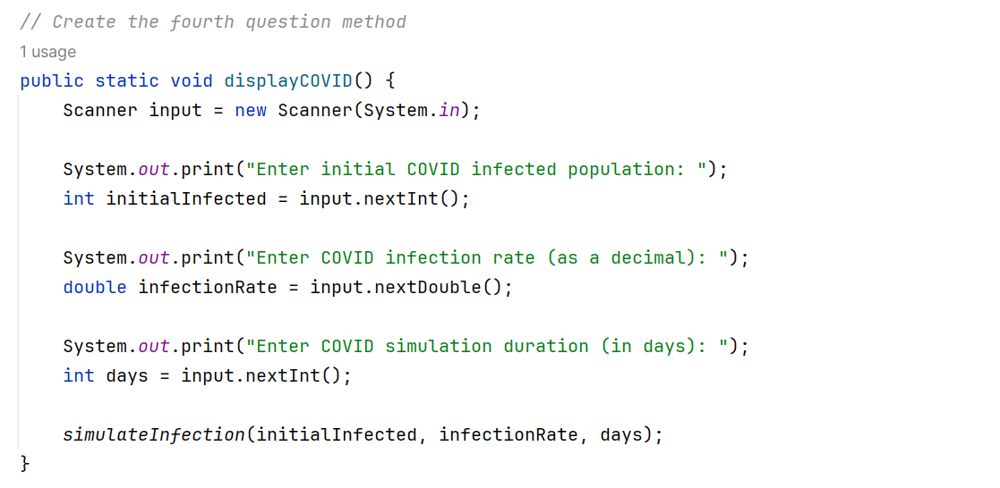 // Create the fourth question method
1 usage
public static void displayCOVID() {
    Scanner input = new Scanner(System.in);
    System.out.print("Enter initial COVID infected population: ");
    int initialInfected = input.nextInt();
    System.out.print("Enter COVID infection rate (as a decimal): ");
    double infectionRate = input.nextDouble();
    System.out.print("Enter COVID simulation duration (in days): ");
    int days = input.nextInt();
    simulateInfection(initialInfected, infectionRate, days);
}